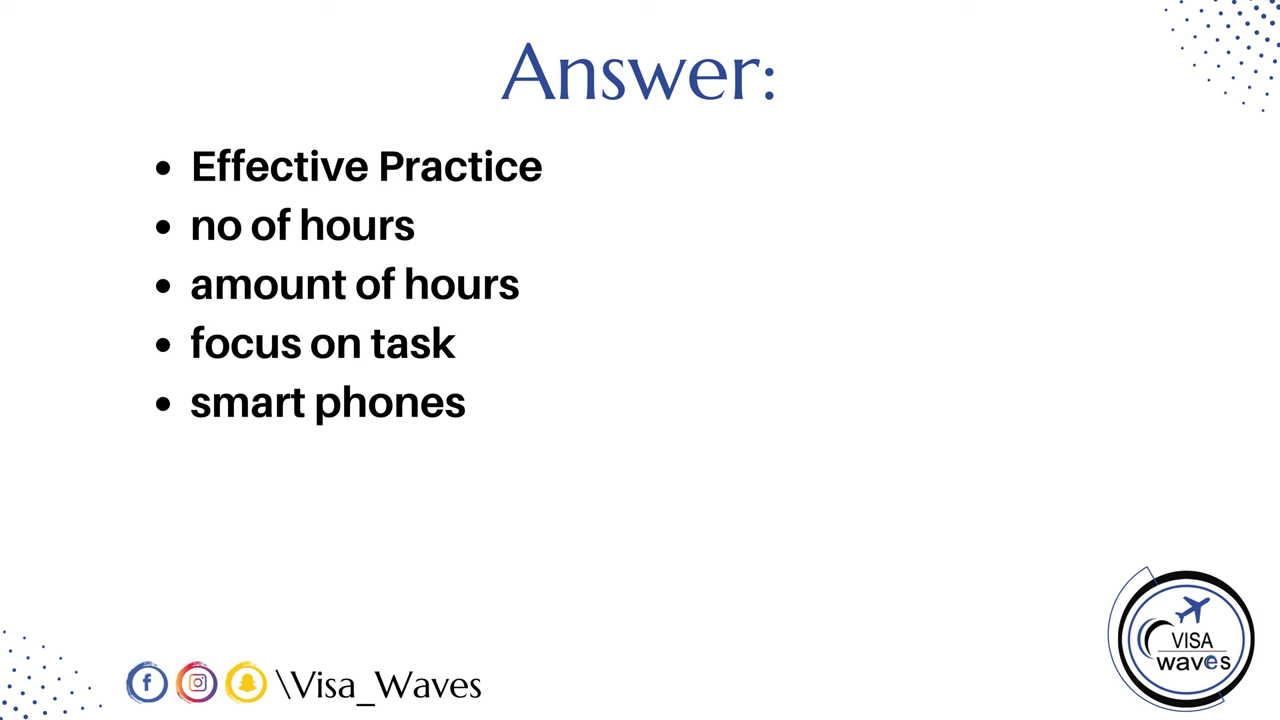 Answer:
• Effective Practice
• no of hours
• amount of hours
• focus on task
• smart phones
\Visa_Waves
VISA
waves